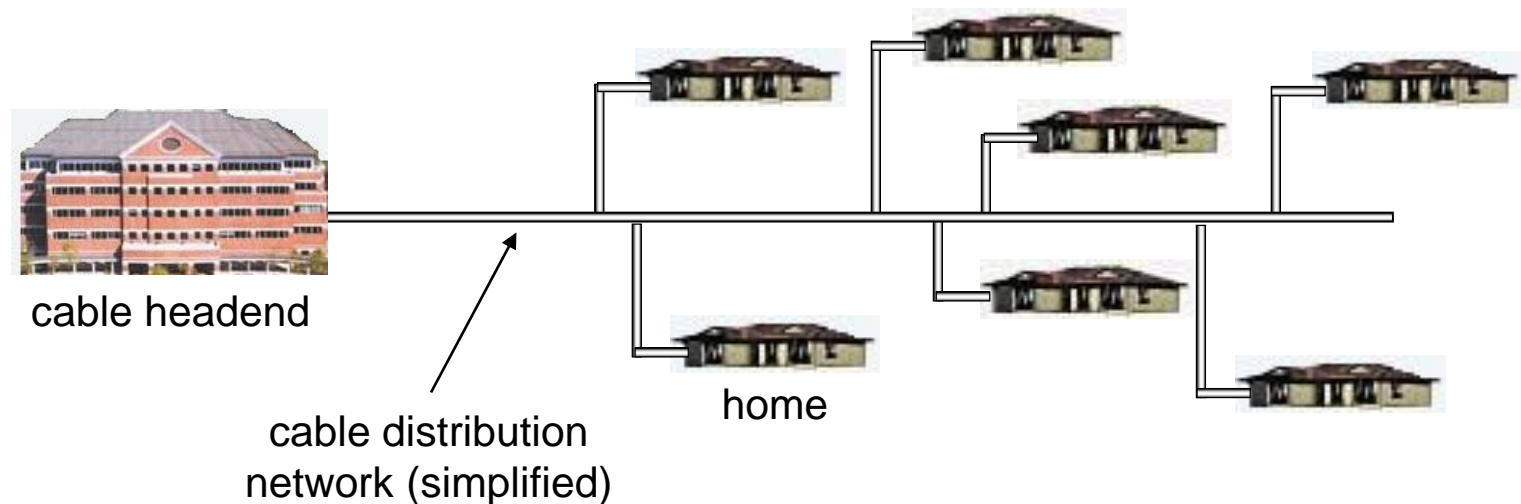 cable headend
home
cable distribution
network (simplified)